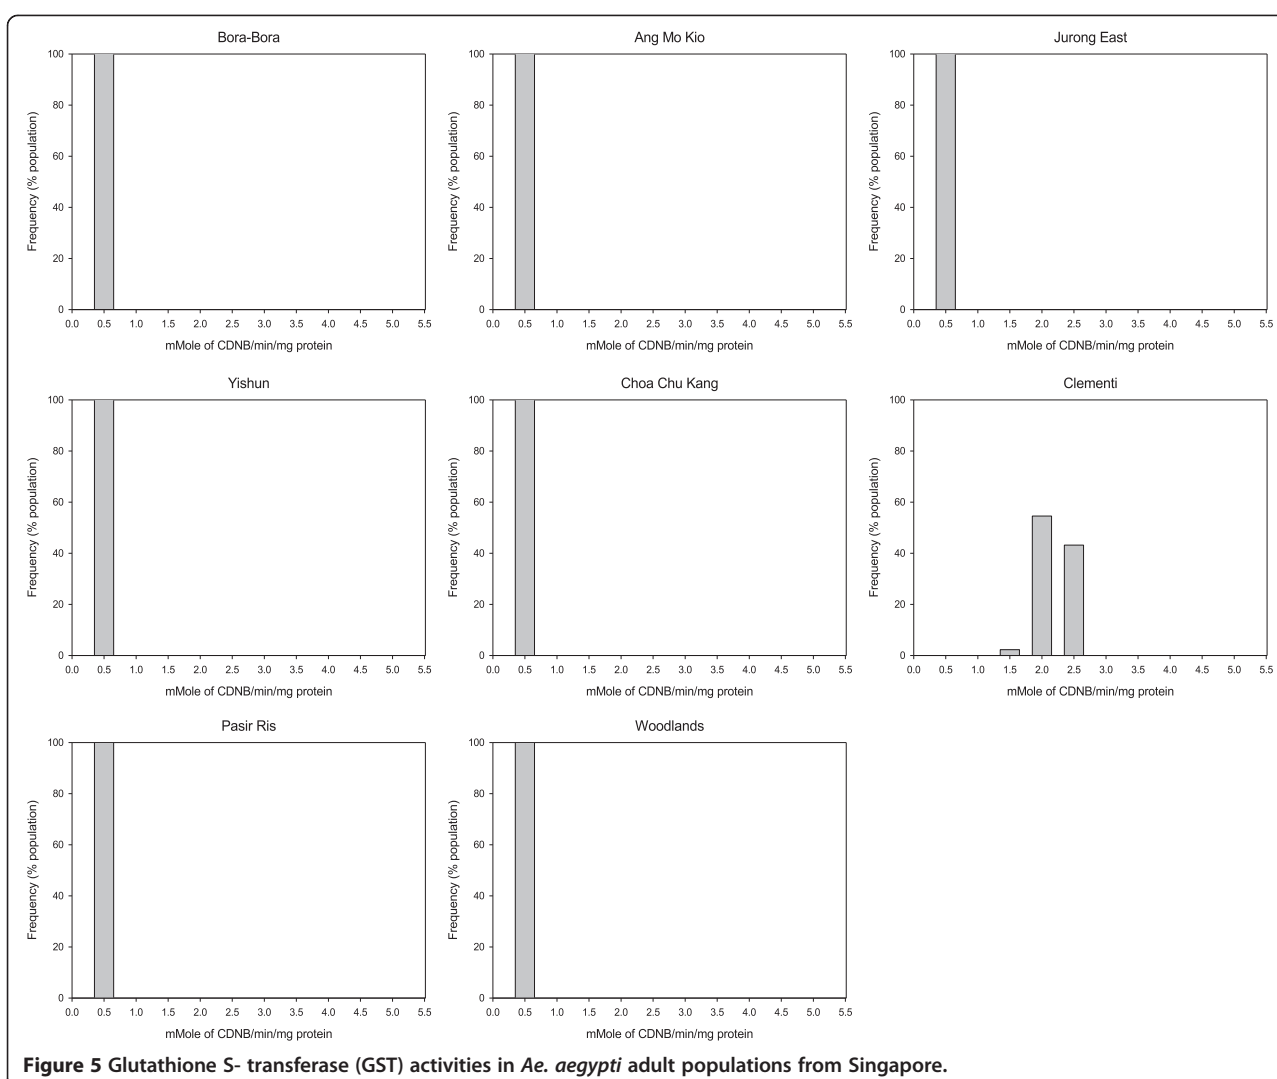 Bora-Bora
Frequency (% population)
100
80
60
40
20
0
0.0 0.5 1.0 1.5 2.0 2.5 3.0 3.5 4.0 4.5 5.0 5.5
mMole of CDNB/min/mg protein
Ang Mo Kio
Frequency (% population)
100
80
60
40
20
0
0.0 0.5 1.0 1.5 2.0 2.5 3.0 3.5 4.0 4.5 5.0 5.5
mMole of CDNB/min/mg protein
Jurong East
Frequency (% population)
100
80
60
40
20
0
0.0 0.5 1.0 1.5 2.0 2.5 3.0 3.5 4.0 4.5 5.0 5.5
mMole of CDNB/min/mg protein
Yishun
Frequency (% population)
100
80
60
40
20
0
0.0 0.5 1.0 1.5 2.0 2.5 3.0 3.5 4.0 4.5 5.0 5.5
mMole of CDNB/min/mg protein
Choa Chu Kang
Frequency (% population)
100
80
60
40
20
0
0.0 0.5 1.0 1.5 2.0 2.5 3.0 3.5 4.0 4.5 5.0 5.5
mMole of CDNB/min/mg protein
Clementi
Frequency (% population)
100
80
60
40
20
0
0.0 0.5 1.0 1.5 2.0 2.5 3.0 3.5 4.0 4.5 5.0 5.5
mMole of CDNB/min/mg protein
Pasir Ris
Frequency (% population)
100
80
60
40
20
0
0.0 0.5 1.0 1.5 2.0 2.5 3.0 3.5 4.0 4.5 5.0 5.5
mMole of CDNB/min/mg protein
Woodlands
Frequency (% population)
100
80
60
40
20
0
0.0 0.5 1.0 1.5 2.0 2.5 3.0 3.5 4.0 4.5 5.0 5.5
mMole of CDNB/min/mg protein
Figure 5 Glutathione S- transferase (GST) activities in Ae. aegypti adult populations from Singapore.